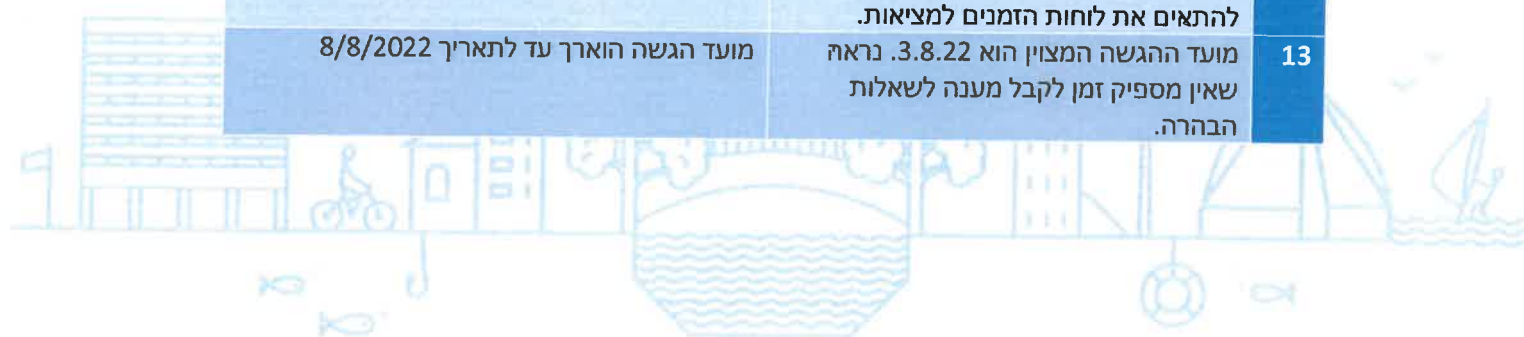 להתאים את לוחות הזמנים למציאות.
13
מועד ההגשה המצוין הוא 3.8.22. נראה
שאין מספיק זמן לקבל מענה לשאלות
הבהרה.
מועד הגשה הוארך עד לתאריך 8/8/2022